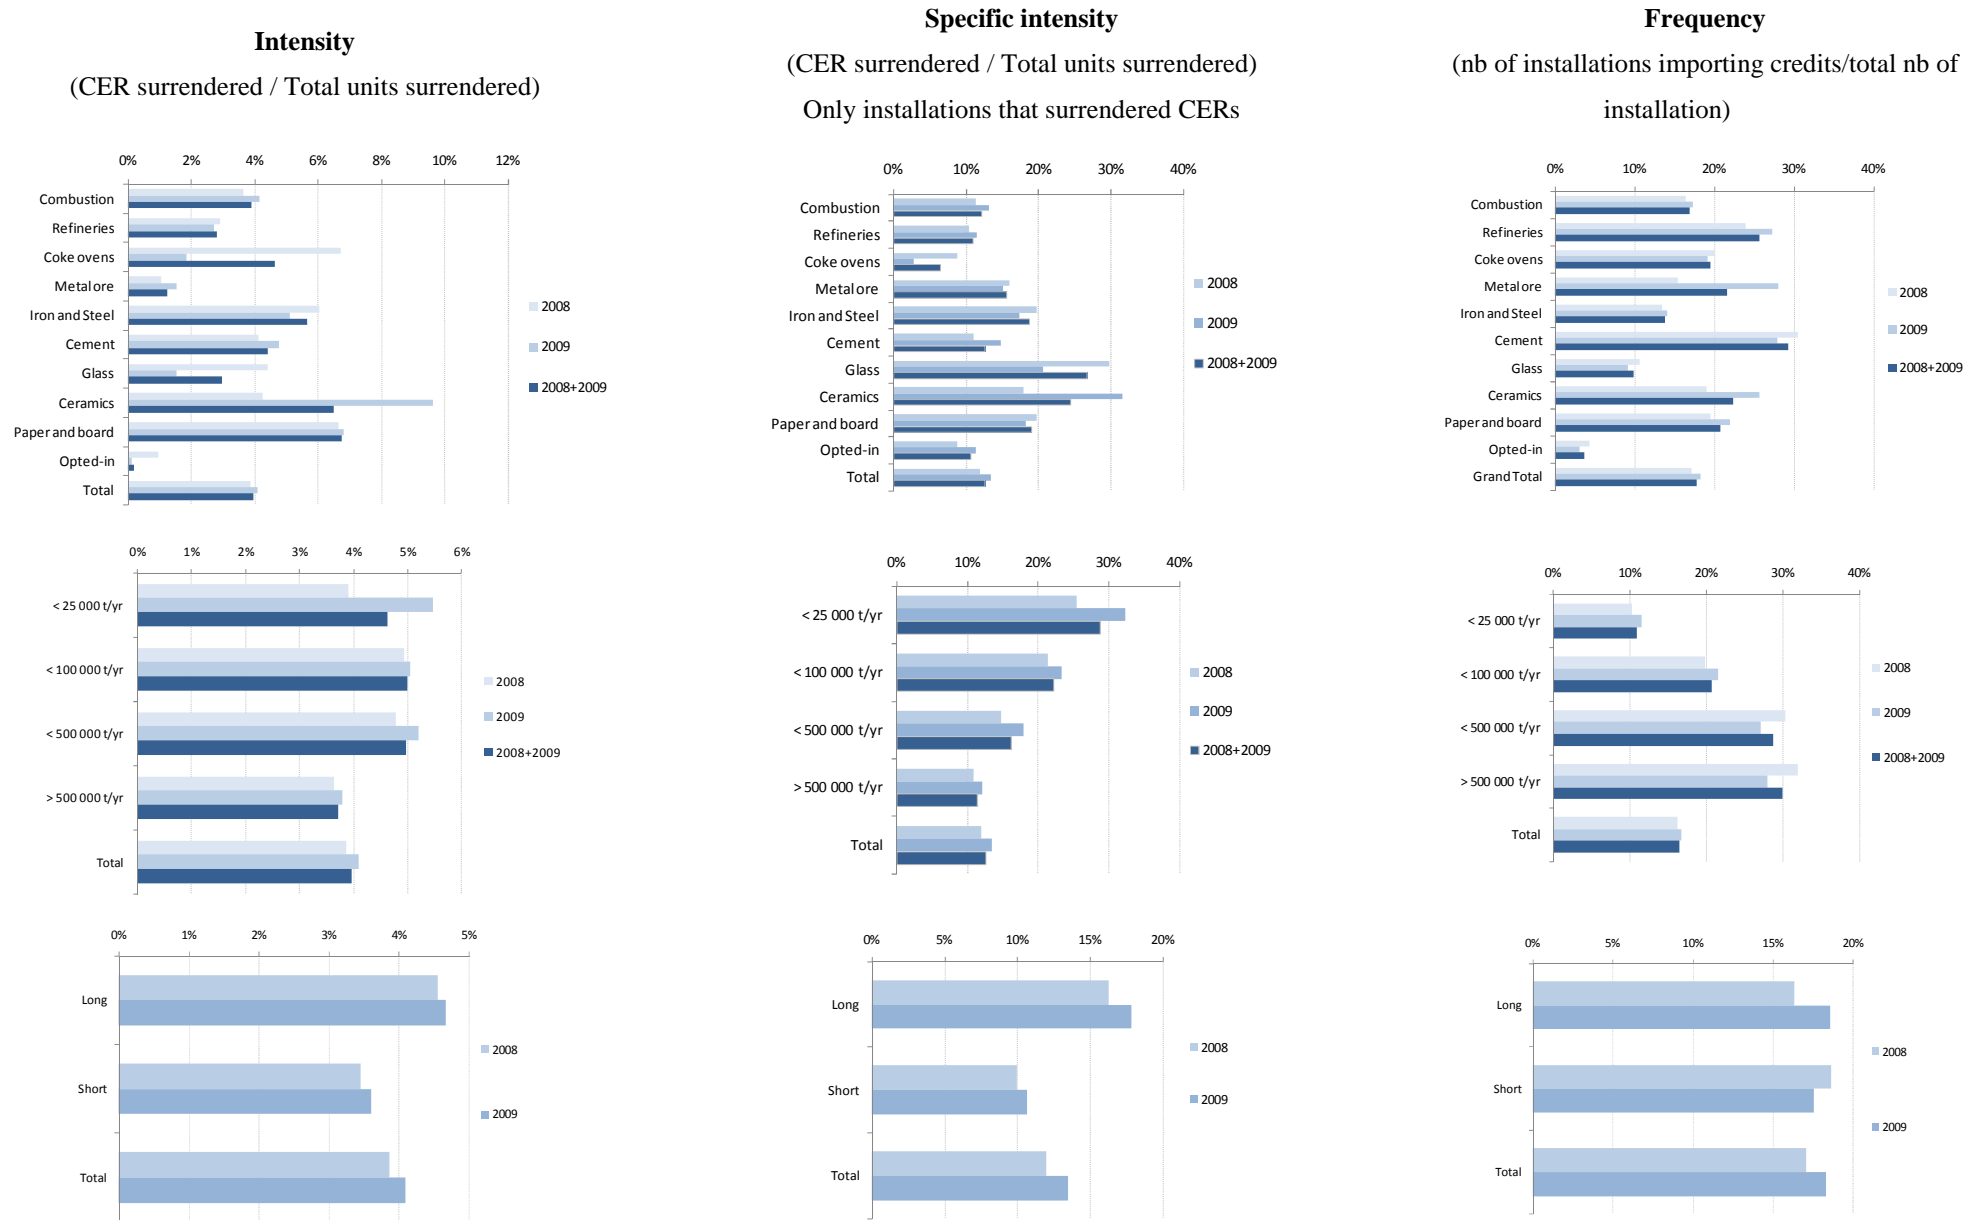 Intensity
(CER surrendered / Total units surrendered)
0% 2% 4% 6% 8% 10% 12%
Combustion
Refineries
Coke ovens
Metal ore
Iron and Steel
Cement
Glass
Ceramics
Paper and board
Opted-in
Total
2008
2009
2008+2009
Specific intensity
(CER surrendered / Total units surrendered)
Only installations that surrendered CERs
0% 10% 20% 30% 40%
Combustion
Refineries
Coke ovens
Metal ore
Iron and Steel
Cement
Glass
Ceramics
Paper and board
Opted-in
Total
2008
2009
2008+2009
Frequency
(nb of installations importing credits/total nb of
installation)
0% 10% 20% 30% 40%
Combustion
Refineries
Coke ovens
Metal ore
Iron and Steel
Cement
Glass
Ceramics
Paper and board
Opted-in
Grand Total
2008
2009
2008+2009
0% 1% 2% 3% 4% 5% 6%
< 25 000 t/yr
< 100 000 t/yr
< 500 000 t/yr
> 500 000 t/yr
Total
2008
2009
2008+2009
0% 10% 20% 30% 40%
< 25 000 t/yr
< 100 000 t/yr
< 500 000 t/yr
> 500 000 t/yr
Total
2008
2009
2008+2009
0% 10% 20% 30% 40%
< 25 000 t/yr
< 100 000 t/yr
< 500 000 t/yr
> 500 000 t/yr
Total
2008
2009
2008+2009
0% 1% 2% 3% 4% 5%
Long
Short
Total
2008
2009
0% 5% 10% 15% 20%
Long
Short
Total
2008
2009
0% 5% 10% 15% 20%
Long
Short
Total
2008
2009